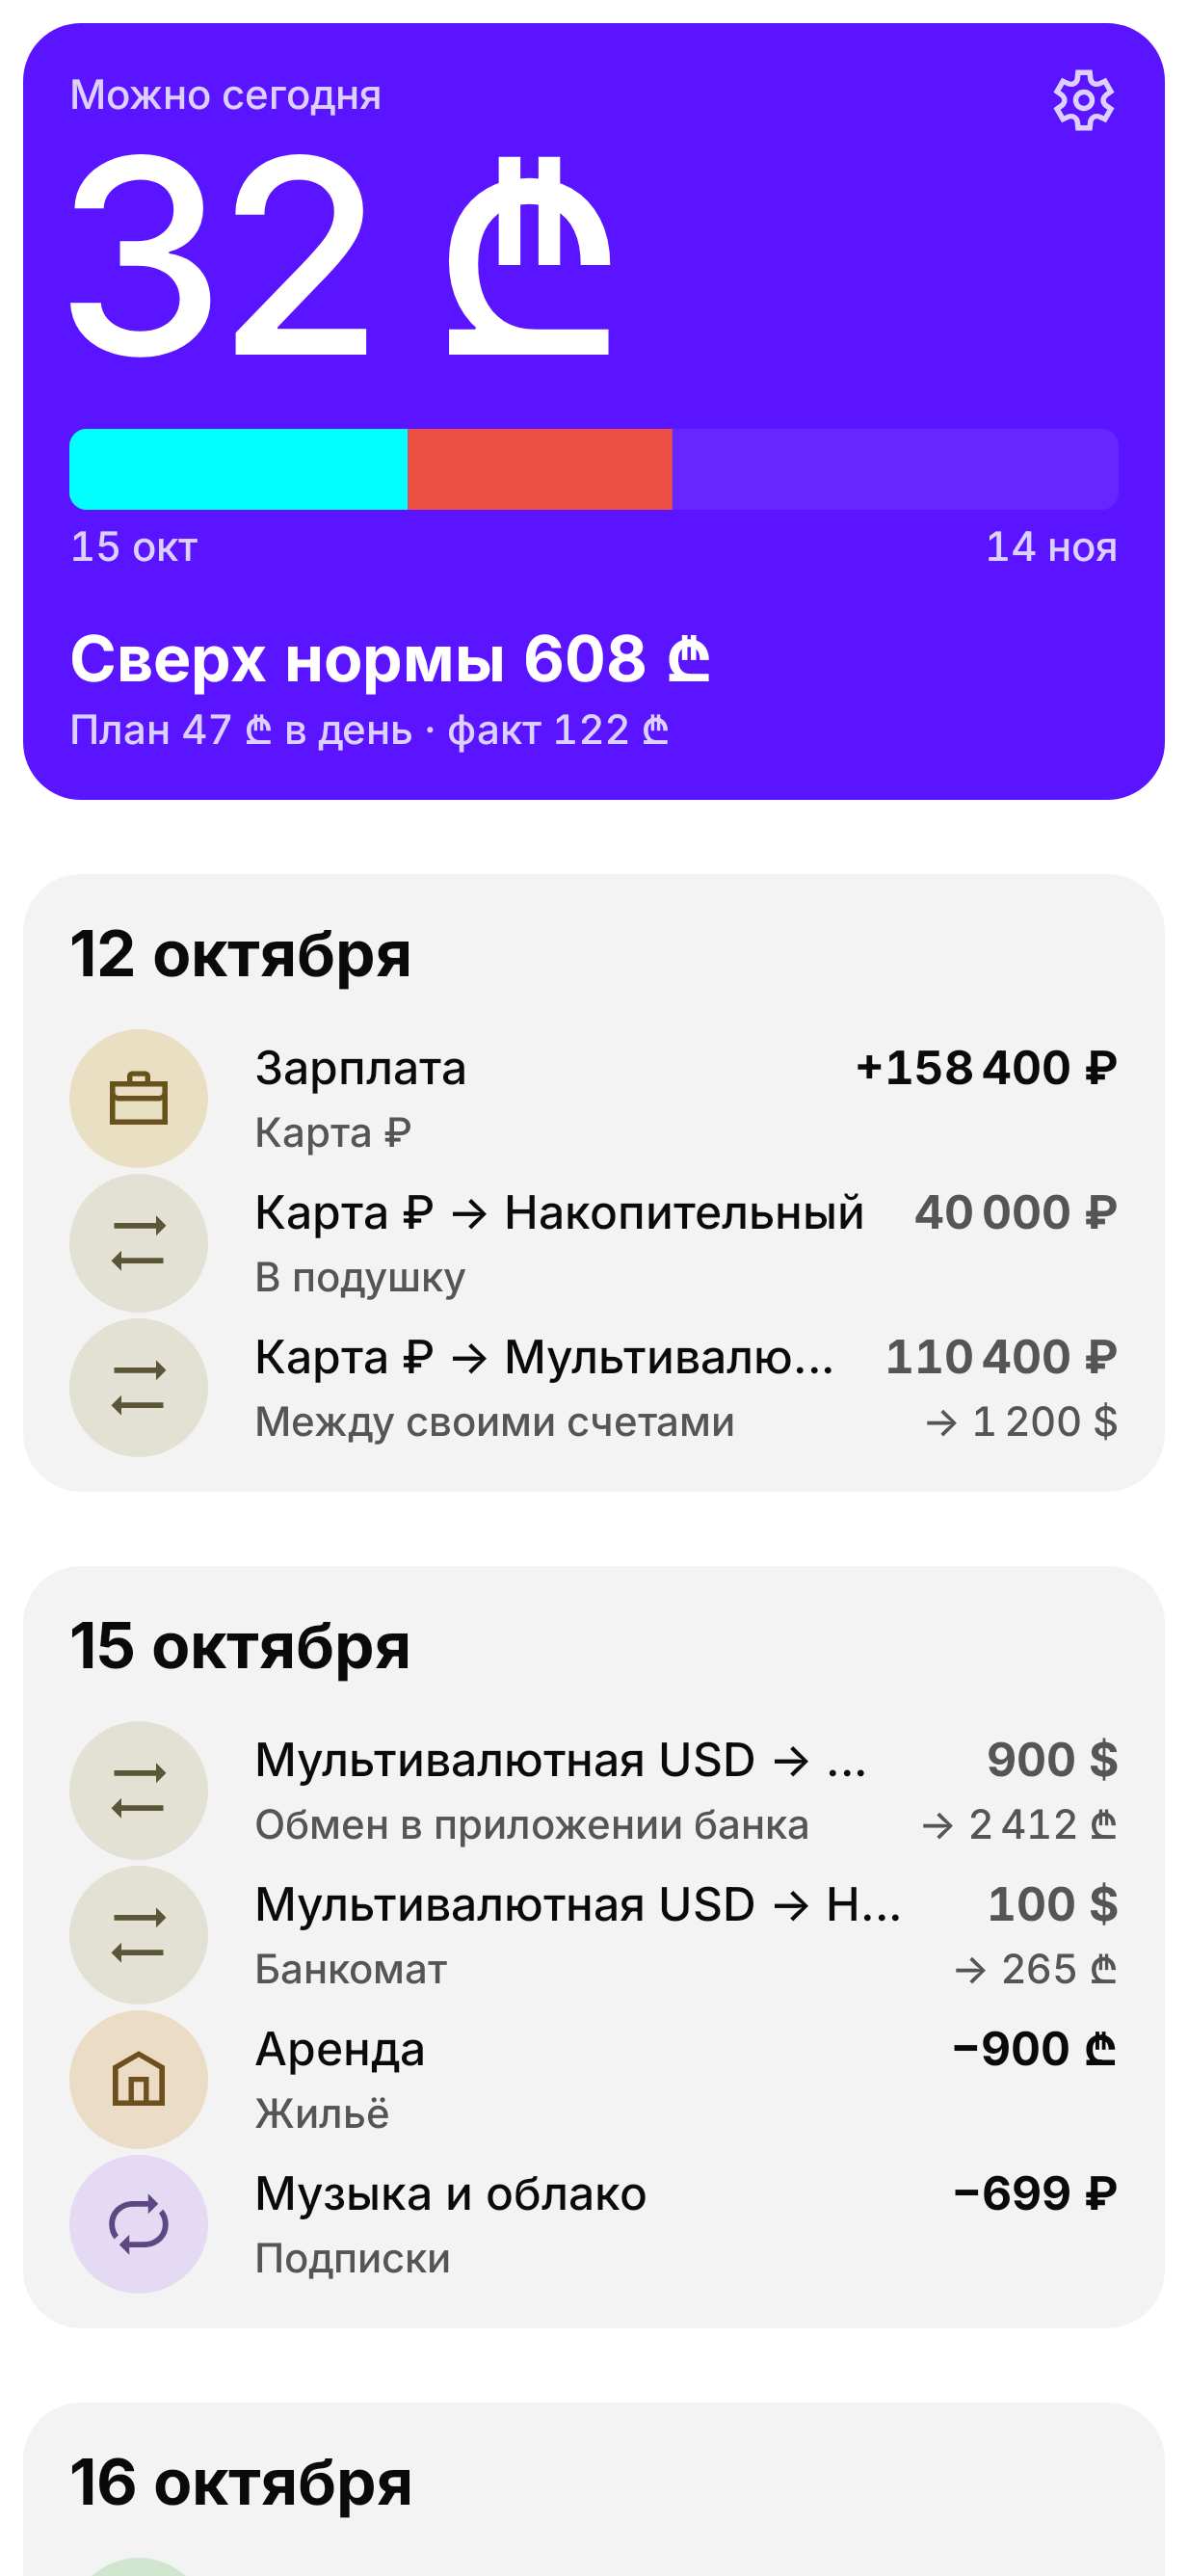 Можно сегодня
32 ₾
15 окт
14 ноя
Сверх нормы 608 ₾
План 47 ₾ в день · факт 122 ₾
12 октября
Зарплата
+158 400 ₽
Карта ₽
Карта ₽ → Накопительный
40 000 ₽
В подушку
Карта ₽ → Мультивалю...
110 400 ₽
Между своими счетами
→ 1 200 $
15 октября
Мультивалютная USD → ...
900 $
Обмен в приложении банка
→ 2 412 ₾
Мультивалютная USD → Н...
100 $
Банкомат
→ 265 ₾
Аренда
−900 ₾
Жильё
Музыка и облако
−699 ₽
Подписки
16 октября